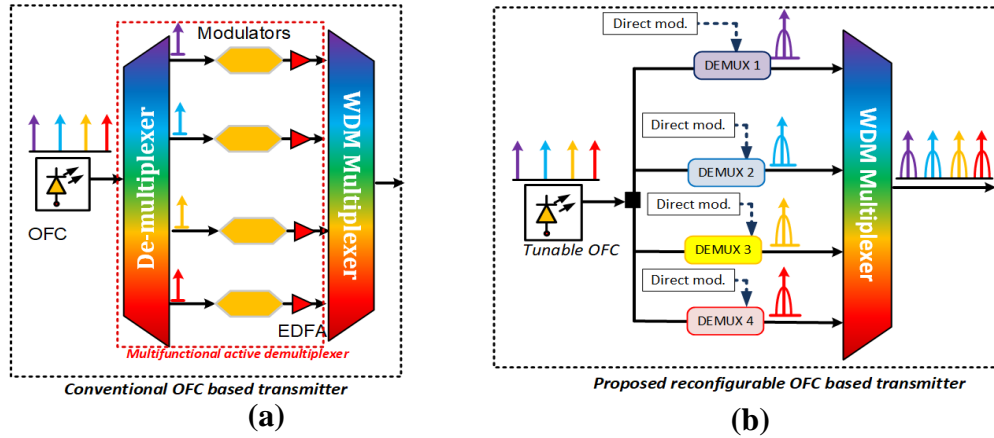 Modulators
De-multiplexer
WDM Multiplexer
OFC
EDFA
Multifunctional active demultiplexer
Conventional OFC based transmitter
(a)
Direct mod.
DEMUX 1
Direct mod.
DEMUX 2
Direct mod.
DEMUX 3
Direct mod.
DEMUX 4
Tunable OFC
WDM Multiplexer
Proposed reconfigurable OFC based transmitter
(b)